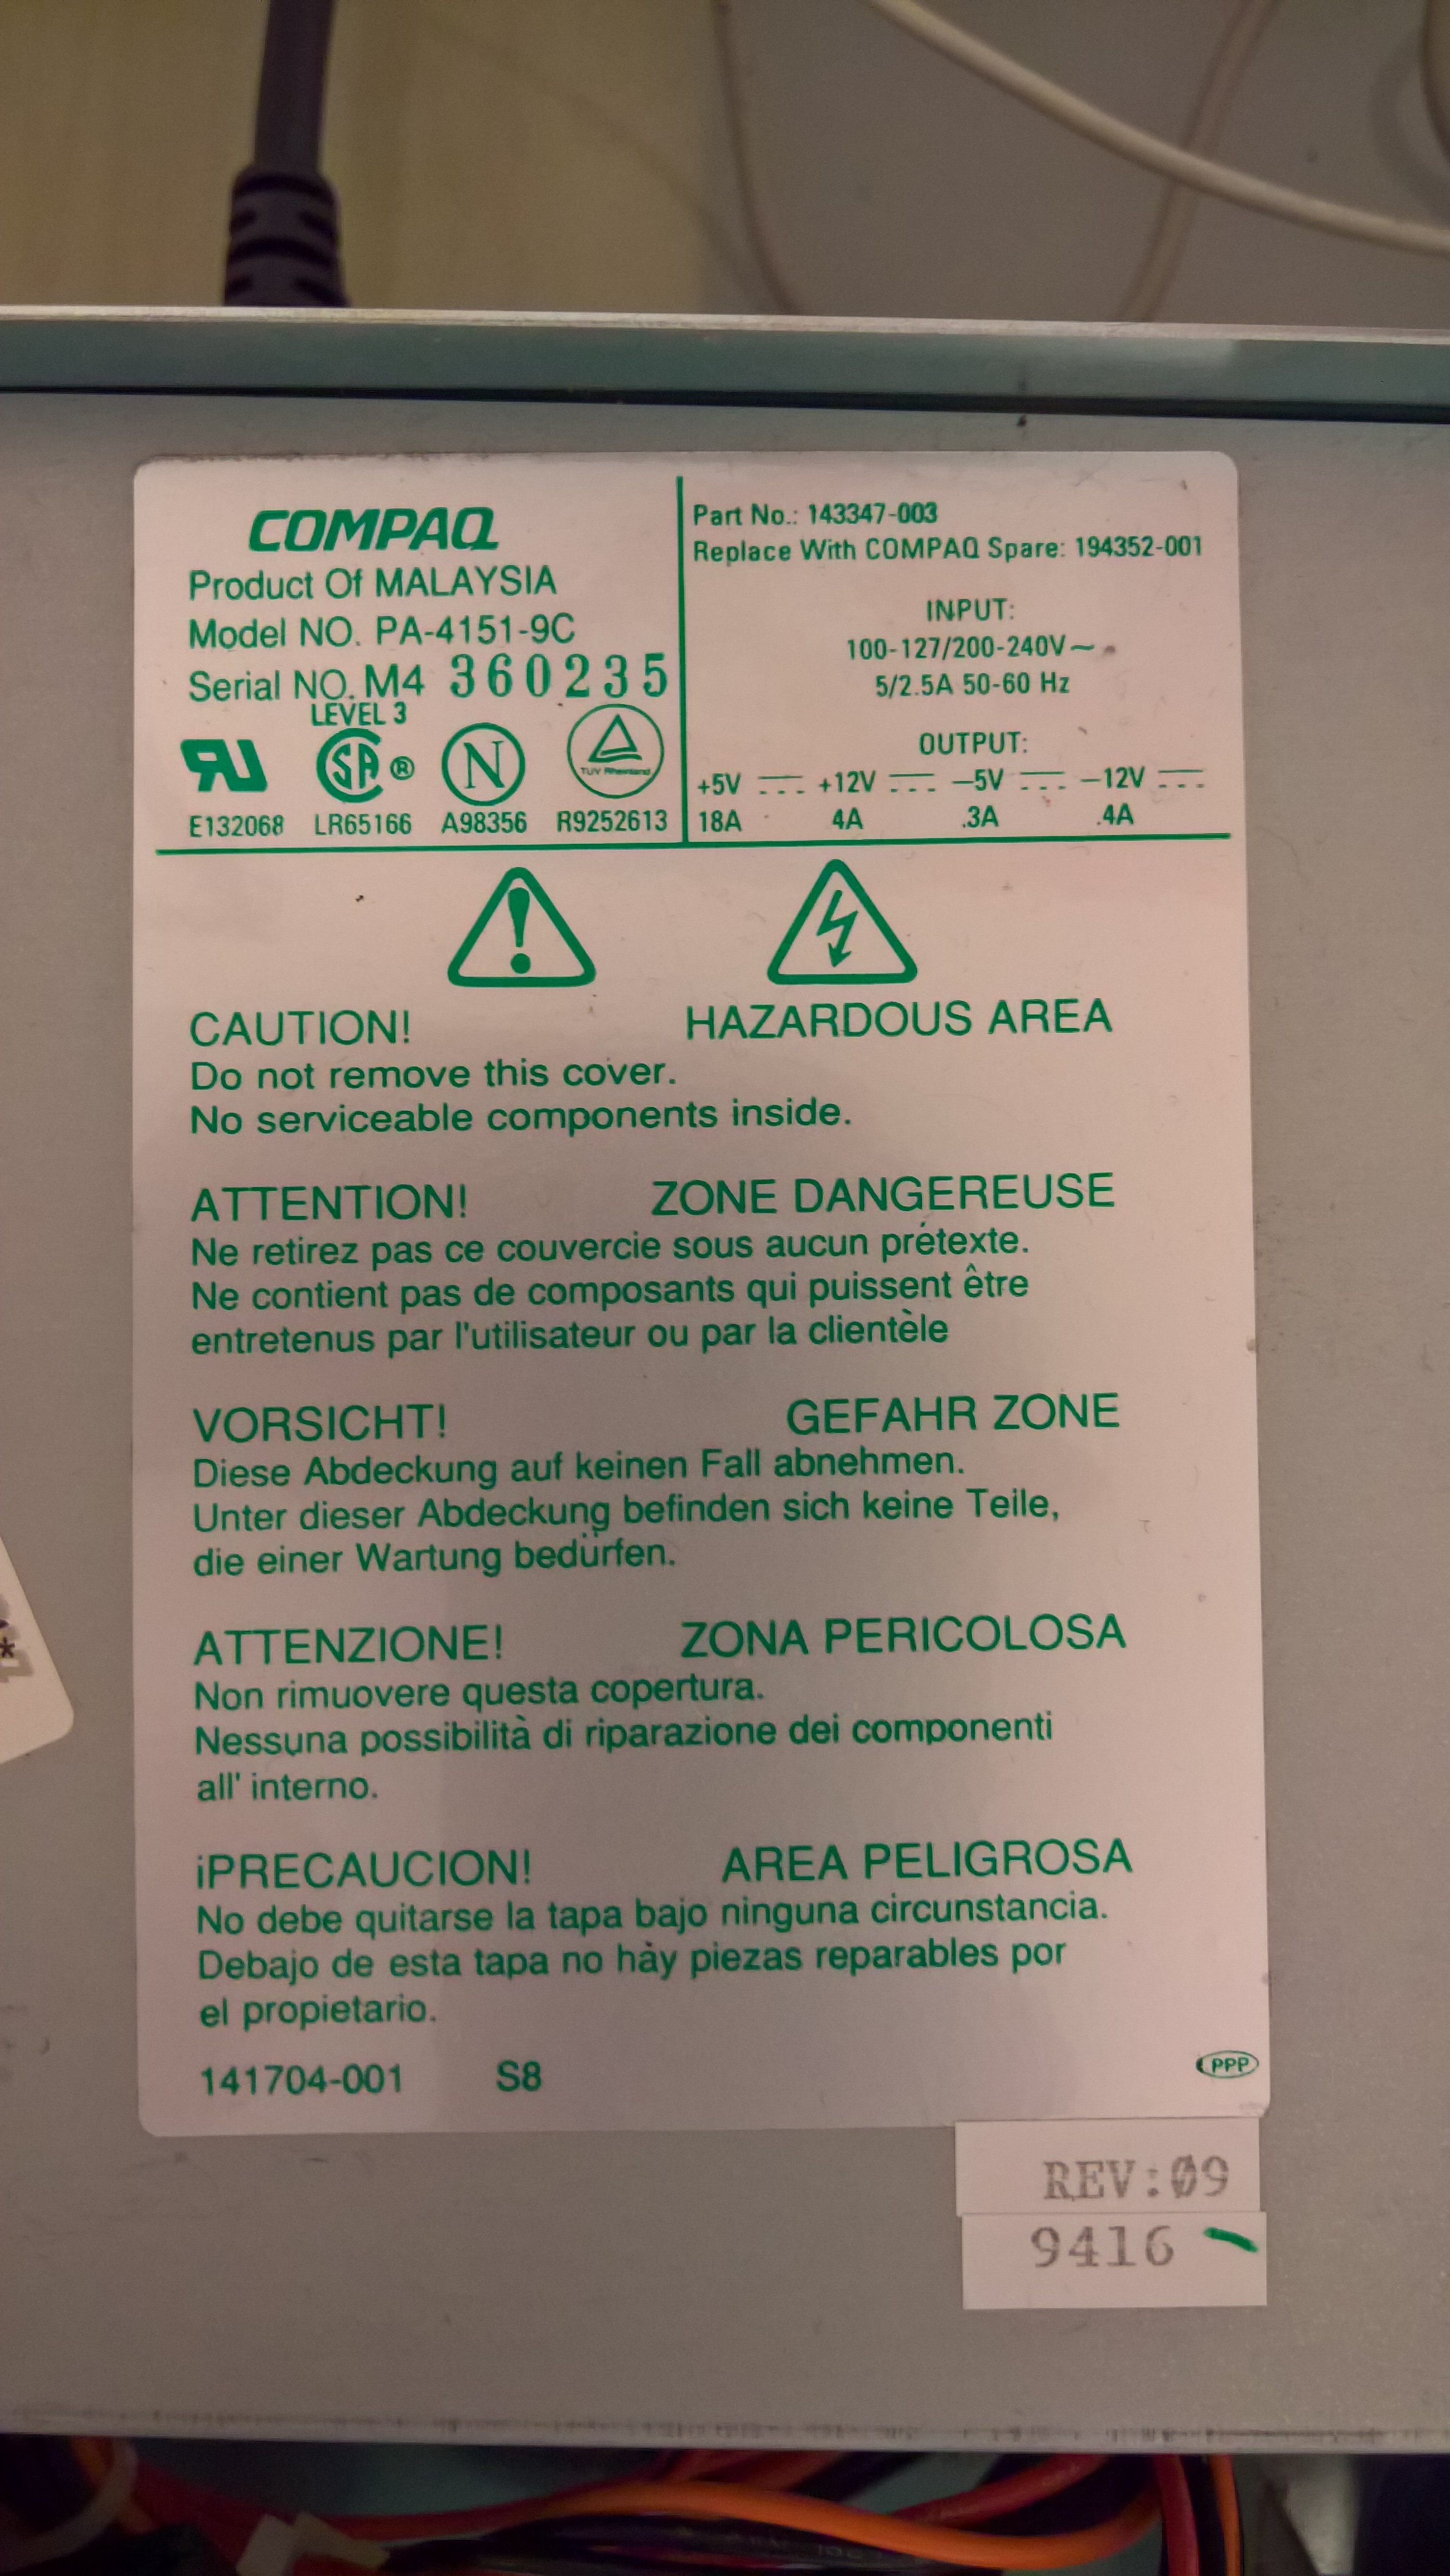 COMPAQ
Product Of MALAYSIA
Model NO. PA-4151-9C
Serial NO. M4 360235
LEVEL 3
SA ®
N
TUV Rheinland
E132068 LR65166 A98356 R9252613
Part No.: 143347-003
Replace With COMPAQ Spare: 194352-001
INPUT:
100-127/200-240V~
5/2.5A 50-60 Hz
OUTPUT:
+5V +12V –5V –12V
18A 4A .3A .4A
CAUTION! HAZARDOUS AREA
Do not remove this cover.
No serviceable components inside.
ATTENTION! ZONE DANGEREUSE
Ne retirez pas ce couvercie sous aucun prétexte.
Ne contient pas de composants qui puissent être
entretenus par l'utilisateur ou par la clientèle
VORSICHT! GEFAHR ZONE
Diese Abdeckung auf keinen Fall abnehmen.
Unter dieser Abdeckung befinden sich keine Teile,
die einer Wartung bedürfen.
ATTENZIONE! ZONA PERICOLOSA
Non rimuovere questa copertura.
Nessuna possibilità di riparazione dei componenti
all' interno.
¡PRECAUCION! AREA PELIGROSA
No debe quitarse la tapa bajo ninguna circunstancia.
Debajo de esta tapa no hày piezas reparables por
el propietario.
141704-001 S8
PPP
REV:09
9416